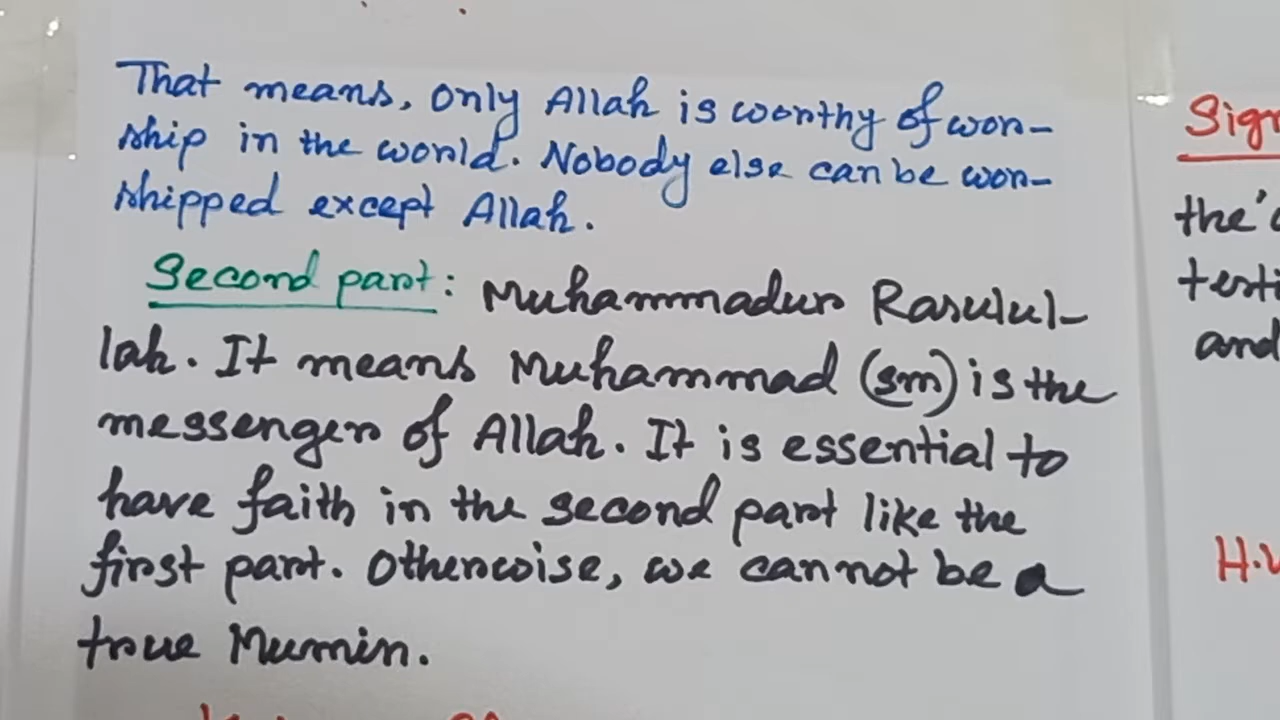 That means, only Allah is worthy of wor-
ship in the world. Nobody else can be wor-
shipped except Allah.
Second part: Muhammadur Rasulul-
lah. It means Muhammad (sm) is the
messenger of Allah. It is essential to
have faith in the second part like the
first part. Otherwise, we cannot be a
true Mumin.
the
and